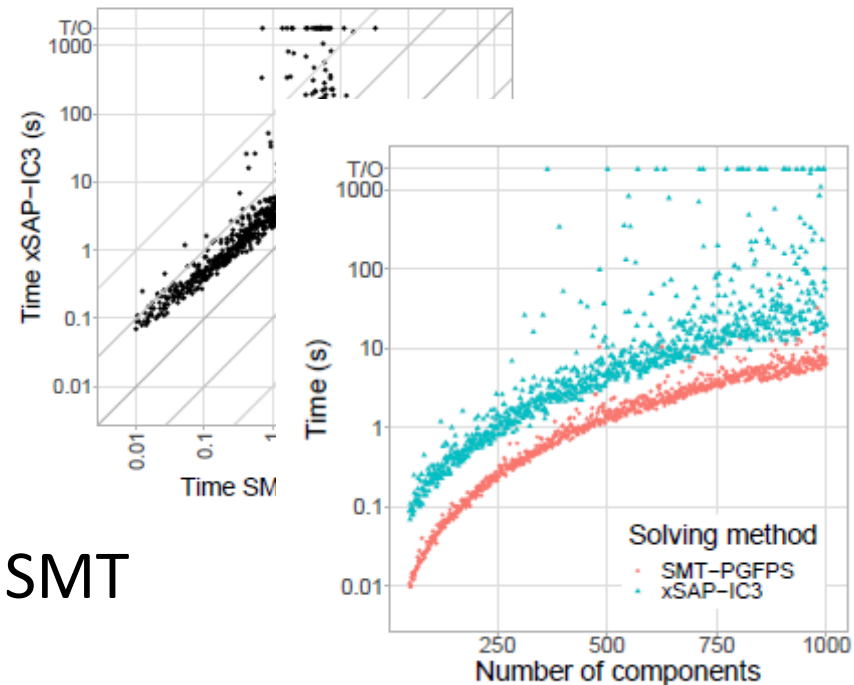 T/O
1000
100
10
1
0.1
0.01
Time xSAP−IC3 (s)
0.01
0.1
1
Time SM
T/O
1000
100
10
1
0.1
0.01
Time (s)
Solving method
SMT−PGFPS
xSAP−IC3
250
500
750
1000
Number of components
SMT